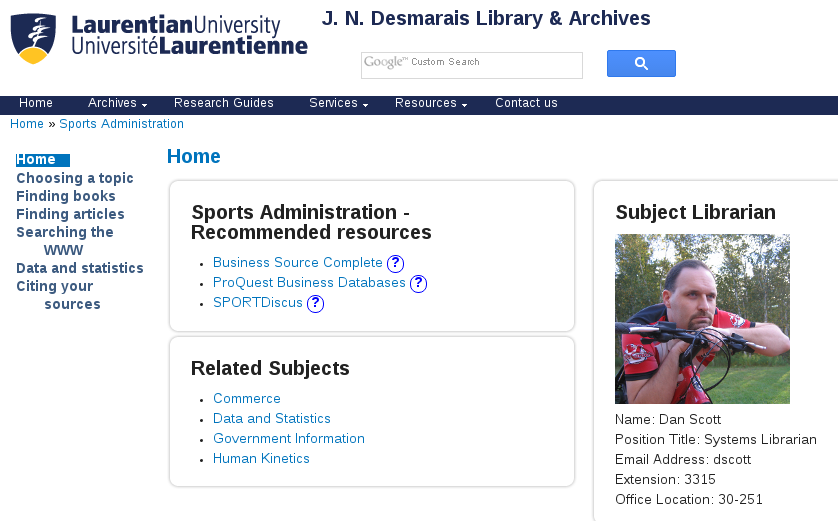 LaurentianUniversity
UniversitéLaurentienne
J. N. Desmarais Library & Archives
Google™ Custom Search
Home Archives Research Guides Services Resources Contact us
Home » Sports Administration
Home
Choosing a topic
Finding books
Finding articles
Searching the
WWW
Data and statistics
Citing your
sources
Home
Sports Administration -
Recommended resources
• Business Source Complete ?
• ProQuest Business Databases ?
• SPORTDiscus ?
Related Subjects
• Commerce
• Data and Statistics
• Government Information
• Human Kinetics
Subject Librarian
Name: Dan Scott
Position Title: Systems Librarian
Email Address: dscott
Extension: 3315
Office Location: 30-251